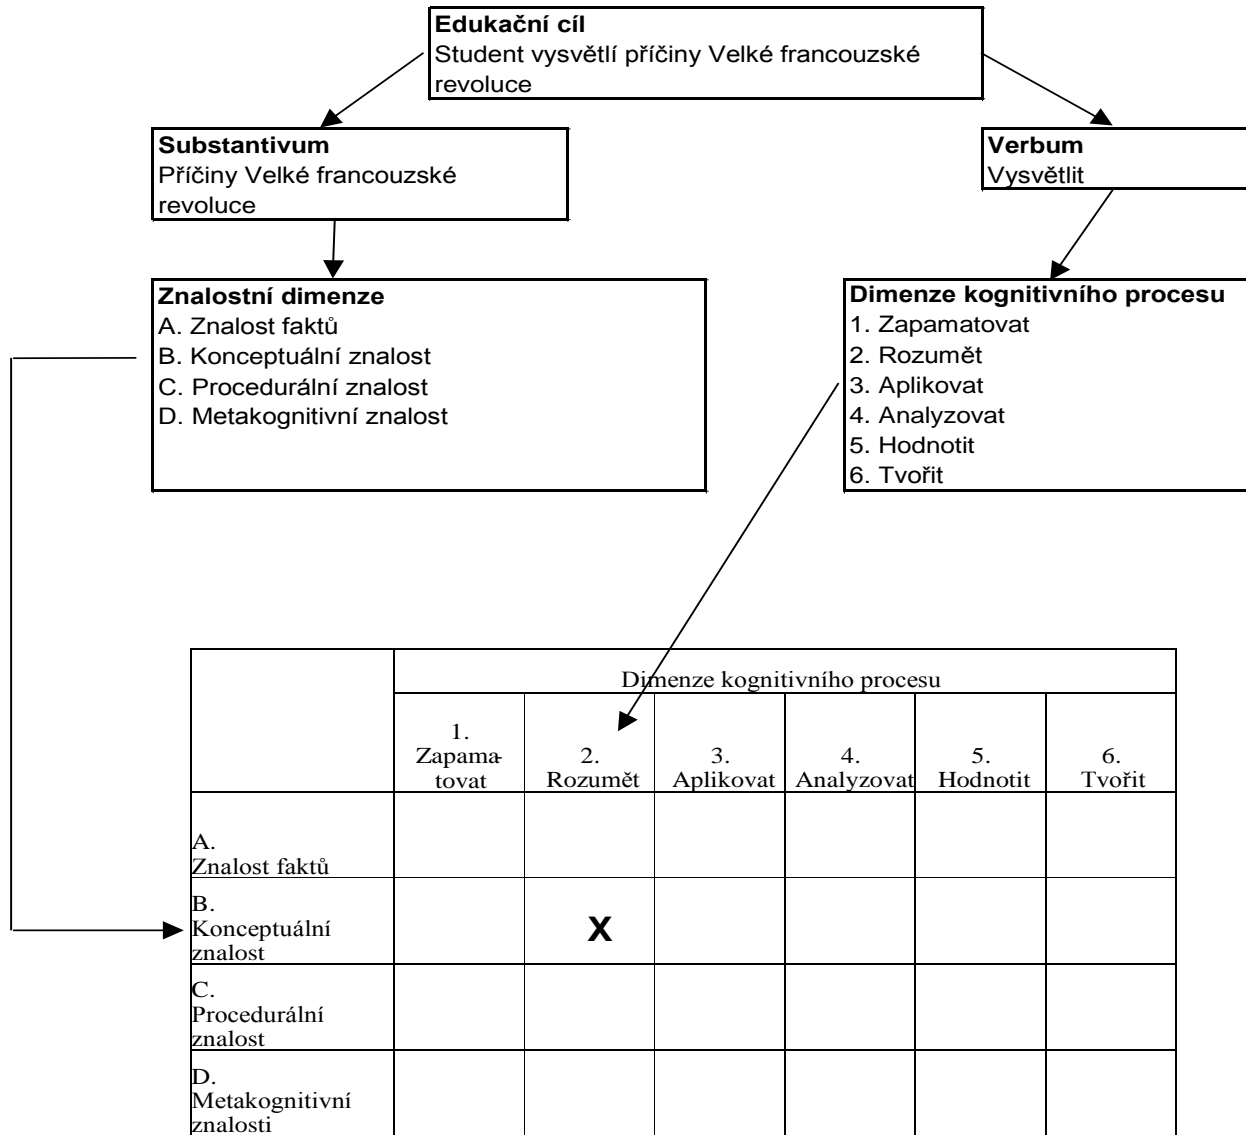 Edukační cíl
Student vysvětlí příčiny Velké francouzské
revoluce
Substantivum
Příčiny Velké francouzské
revoluce
Verbum
Vysvětlit
Znalostní dimenze
A. Znalost faktů
B. Konceptuální znalost
C. Procedurální znalost
D. Metakognitivní znalost
Dimenze kognitivního procesu
1. Zapamatovat
2. Rozumět
3. Aplikovat
4. Analyzovat
5. Hodnotit
6. Tvořit
Dimenze kognitivního procesu
1.
Zapama-
tovat
2.
Rozumět
3.
Aplikovat
4.
Analyzovat
5.
Hodnotit
6.
Tvořit
A.
Znalost faktů
B.
Konceptuální
znalost
X
C.
Procedurální
znalost
D.
Metakognitivní
znalosti